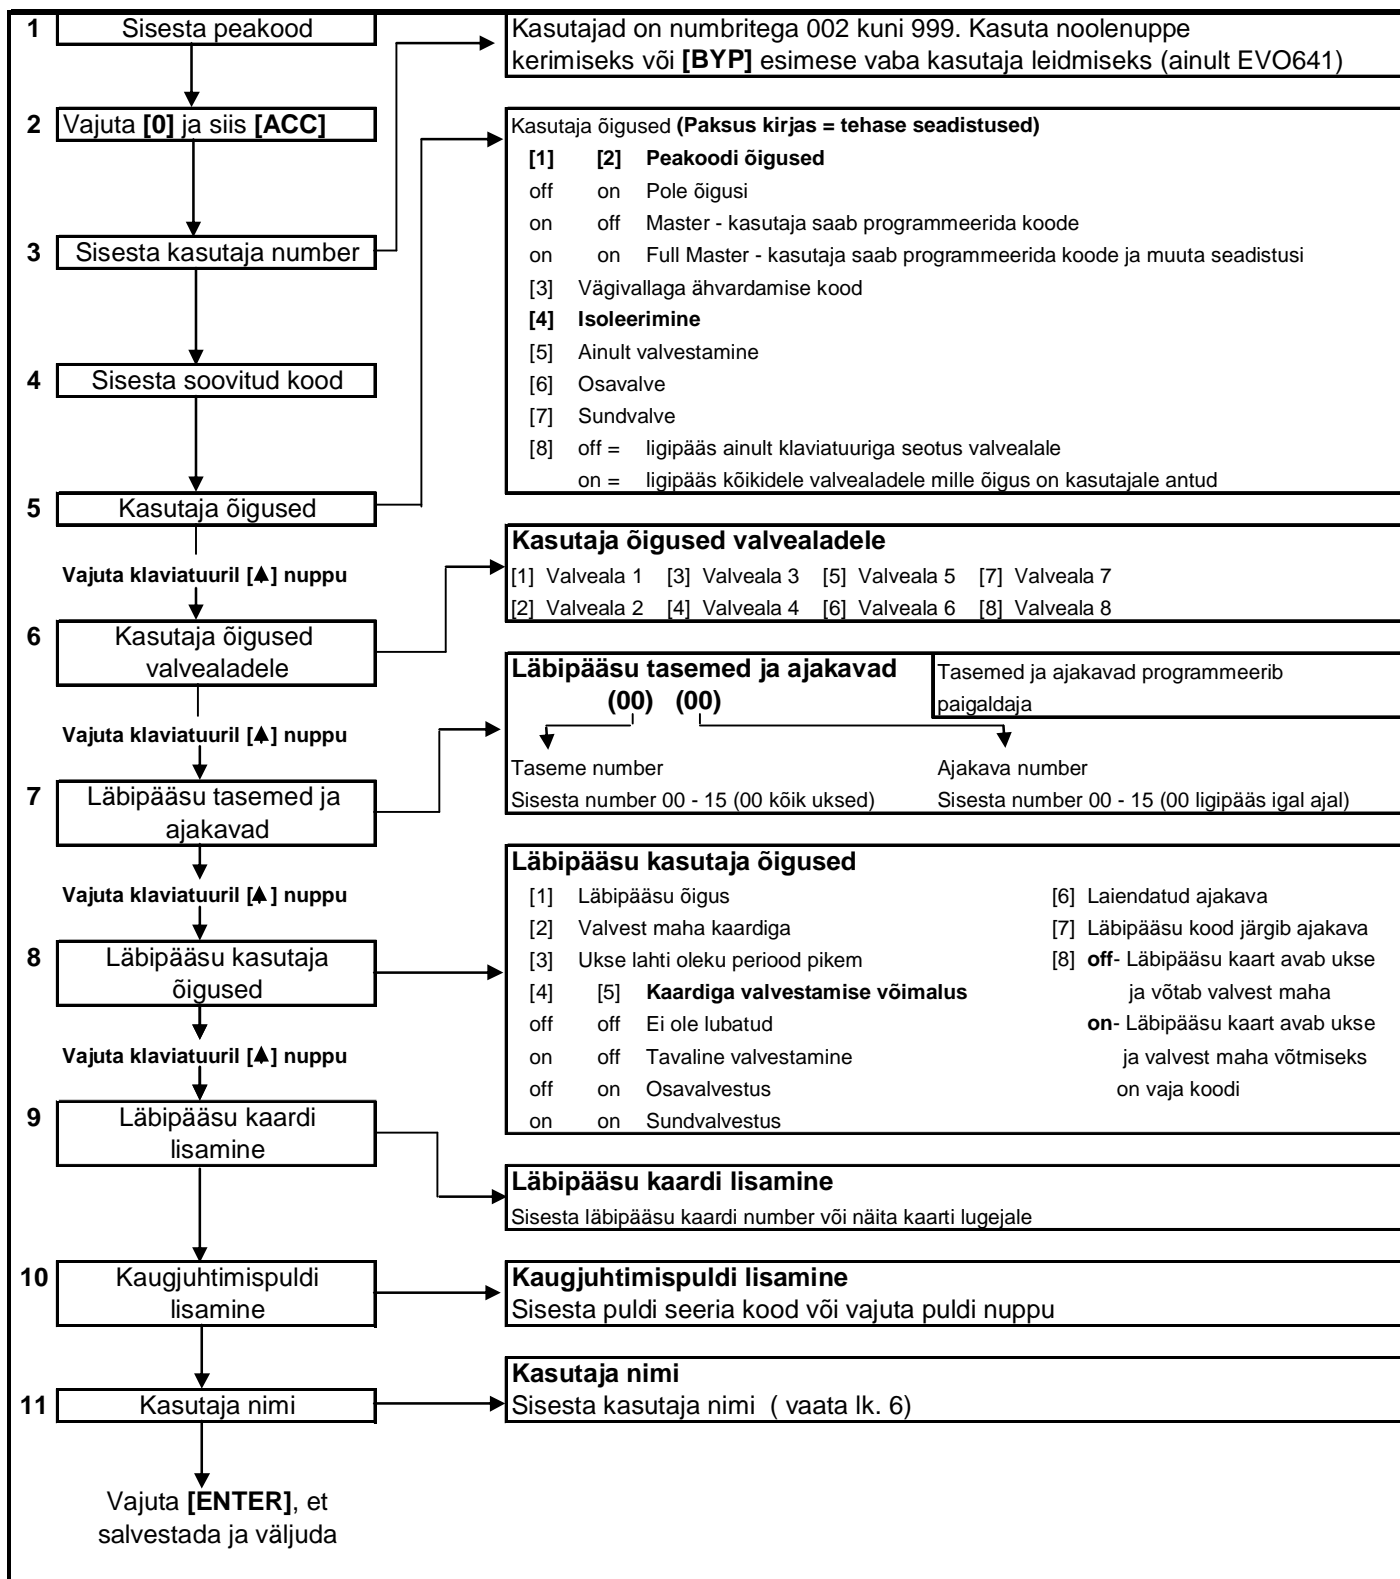 1 Sisesta peakood
Kasutajad on numbritega 002 kuni 999. Kasuta noolenuppe
kerimiseks või [BYP] esimese vaba kasutaja leidmiseks (ainult EVO641)
2 Vajuta [0] ja siis [ACC]
3 Sisesta kasutaja number
4 Sisesta soovitud kood
5 Kasutaja õigused
Kasutaja õigused (Paksus kirjas = tehase seadistused)
[1] [2] Peakoodi õigused
off on Pole õigusi
on off Master - kasutaja saab programmeerida koode
on on Full Master - kasutaja saab programmeerida koode ja muuta seadistusi
[3] Vägivallaga ähvardamise kood
[4] Isoleerimine
[5] Ainult valvestamine
[6] Osavalve
[7] Sundvalve
[8] off = ligipääs ainult klaviatuuriga seotus valvealale
on = ligipääs kõikidele valvealadele mille õigus on kasutajale antud
Vajuta klaviatuuril [▲] nuppu
6 Kasutaja õigused
valvealadele
Kasutaja õigused valvealadele
[1] Valveala 1 [3] Valveala 3 [5] Valveala 5 [7] Valveala 7
[2] Valveala 2 [4] Valveala 4 [6] Valveala 6 [8] Valveala 8
Vajuta klaviatuuril [▲] nuppu
7 Läbipääsu tasemed ja
ajakavad
Läbipääsu tasemed ja ajakavad
(00) (00)
Tasemed ja ajakavad programmeerib
paigaldaja
Taseme number
Sisesta number 00 - 15 (00 kõik uksed)
Ajakava number
Sisesta number 00 - 15 (00 ligipääs igal ajal)
Vajuta klaviatuuril [▲] nuppu
8 Läbipääsu kasutaja
õigused
Läbipääsu kasutaja õigused
[1] Läbipääsu õigus
[2] Valvest maha kaardiga
[3] Ukse lahti oleku periood pikem
[4] [5] Kaardiga valvestamise võimalus
off off Ei ole lubatud
on off Tavaline valvestamine
off on Osavalvestus
on on Sundvalvestus
[6] Laiendatud ajakava
[7] Läbipääsu kood järgib ajakava
[8] off- Läbipääsu kaart avab ukse
ja võtab valvest maha
on- Läbipääsu kaart avab ukse
ja valvest maha võtmiseks
on vaja koodi
Vajuta klaviatuuril [▲] nuppu
9 Läbipääsu kaardi
lisamine
Läbipääsu kaardi lisamine
Sisesta läbipääsu kaardi number või näita kaarti lugejale
10 Kaugjuhtimispuldi
lisamine
Kaugjuhtimispuldi lisamine
Sisesta puldi seeria kood või vajuta puldi nuppu
11 Kasutaja nimi
Kasutaja nimi
Sisesta kasutaja nimi ( vaata lk. 6)
Vajuta [ENTER], et
salvestada ja väljuda